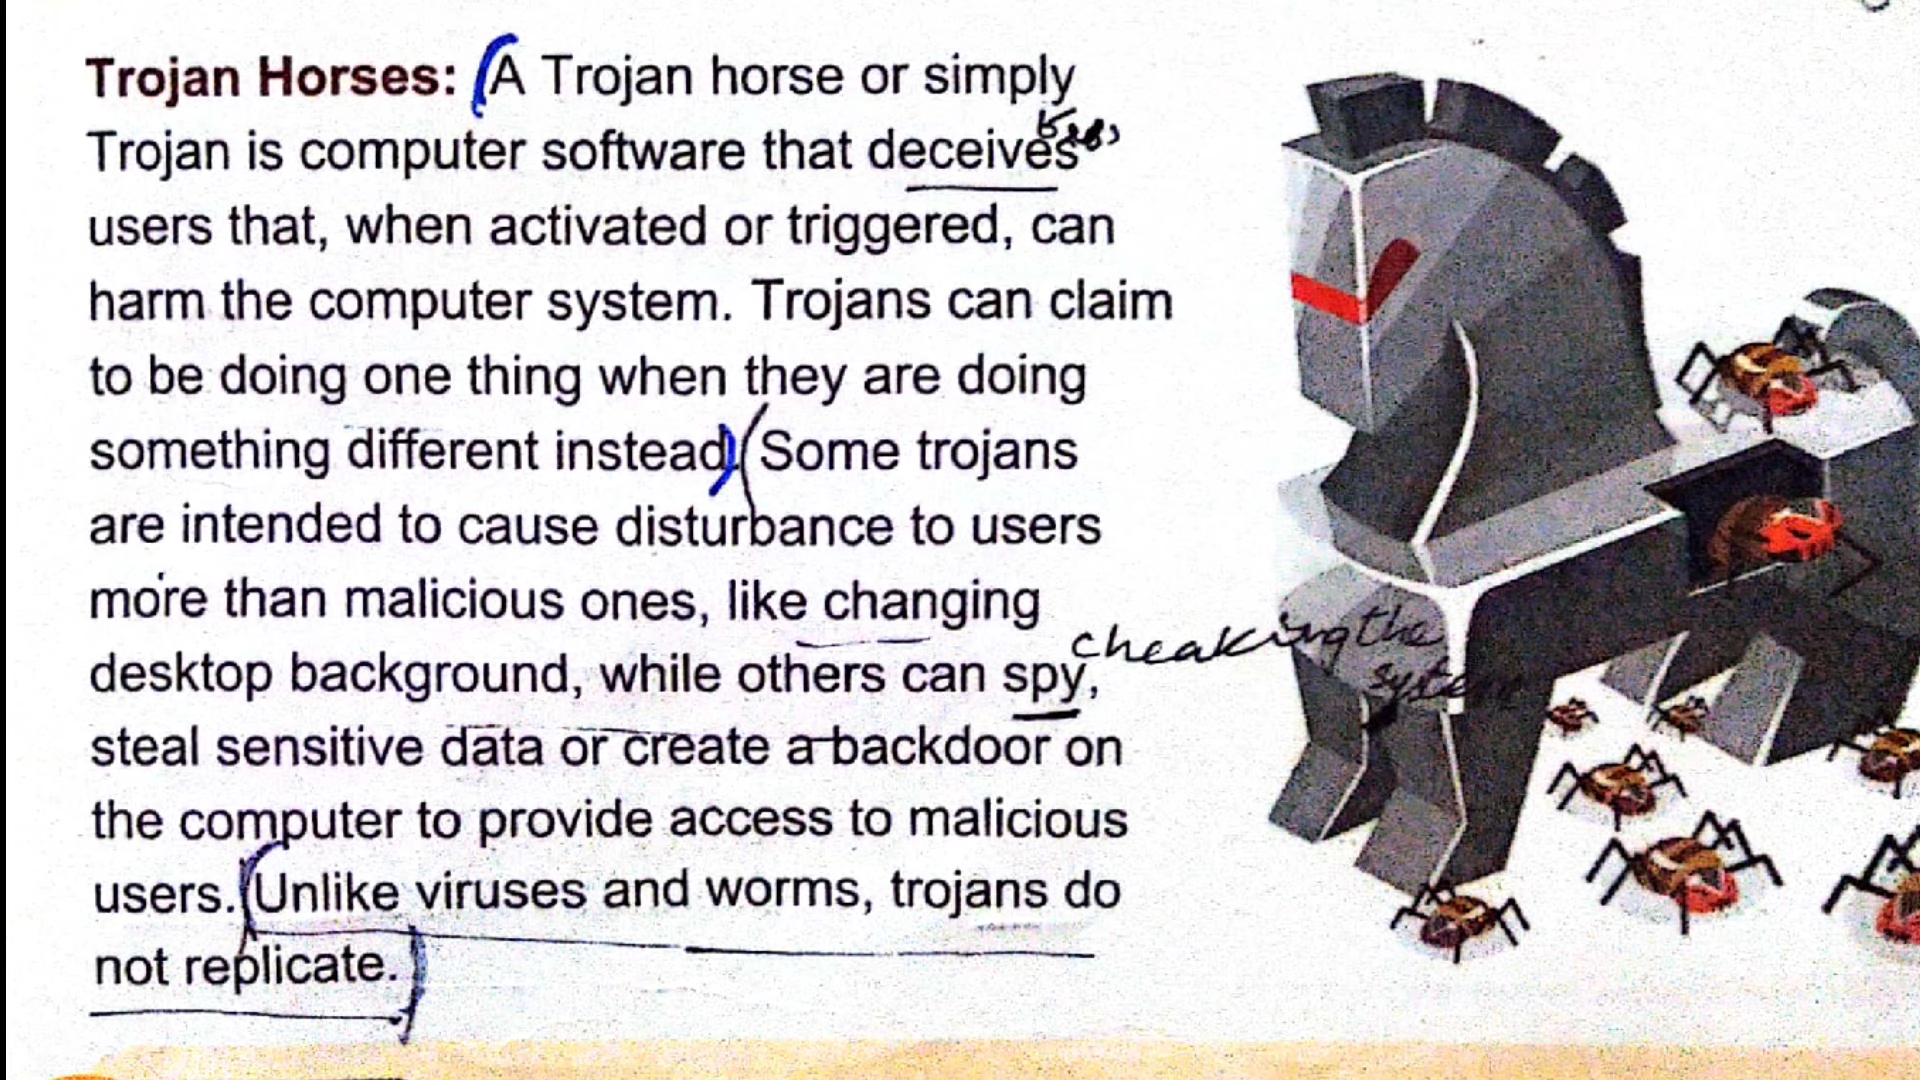 Trojan Horses: (A Trojan horse or simply
Trojan is computer software that deceives
users that, when activated or triggered, can
harm the computer system. Trojans can claim
to be doing one thing when they are doing
something different instead) (Some trojans
are intended to cause disturbance to users
more than malicious ones, like changing
desktop background, while others can spy,
cheaking the
system
steal sensitive data or create a backdoor on
the computer to provide access to malicious
users. (Unlike viruses and worms, trojans do
not replicate.)